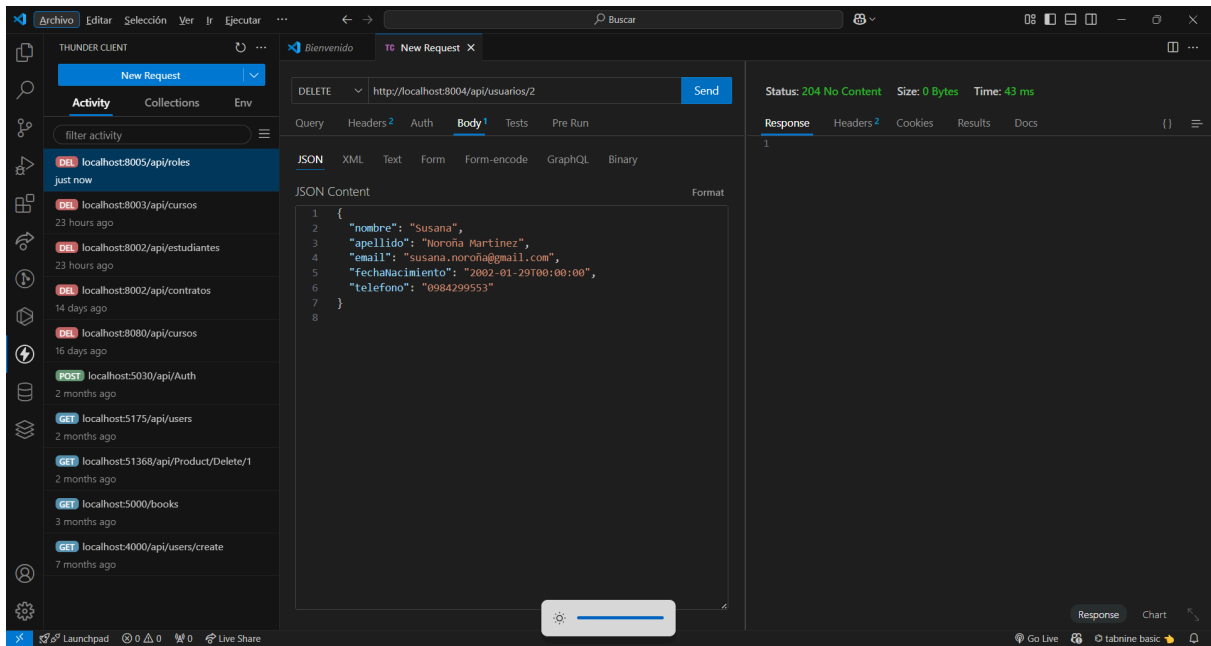 Archivo Editar Selección Ver Ir Ejecutar ··· Buscar
THUNDER CLIENT
New Request
Activity Collections Env
filter activity
DEL localhost:8005/api/roles
just now
DEL localhost:8003/api/cursos
23 hours ago
DEL localhost:8002/api/estudiantes
23 hours ago
DEL localhost:8002/api/contratos
14 days ago
DEL localhost:8080/api/cursos
16 days ago
POST localhost:5030/api/Auth
2 months ago
GET localhost:5175/api/users
2 months ago
GET localhost:51368/api/Product/Delete/1
2 months ago
GET localhost:5000/books
3 months ago
GET localhost:4000/api/users/create
7 months ago
Bienvenido TC New Request
DELETE http://localhost:8004/api/usuarios/2 Send
Query Headers 2 Auth Body 1 Tests Pre Run
JSON XML Text Form Form-encode GraphQL Binary
JSON Content Format
1 {
2 "nombre": "Susana",
3 "apellido": "Noroña Martinez",
4 "email": "susana.noroña@gmail.com",
5 "fechaNacimiento": "2002-01-29T00:00:00",
6 "telefono": "0984299553"
7 }
8
Status: 204 No Content Size: 0 Bytes Time: 43 ms
Response Headers 2 Cookies Results Docs {}
1
Response Chart
Launchpad 0 0 0 Live Share Go Live tabnine basic